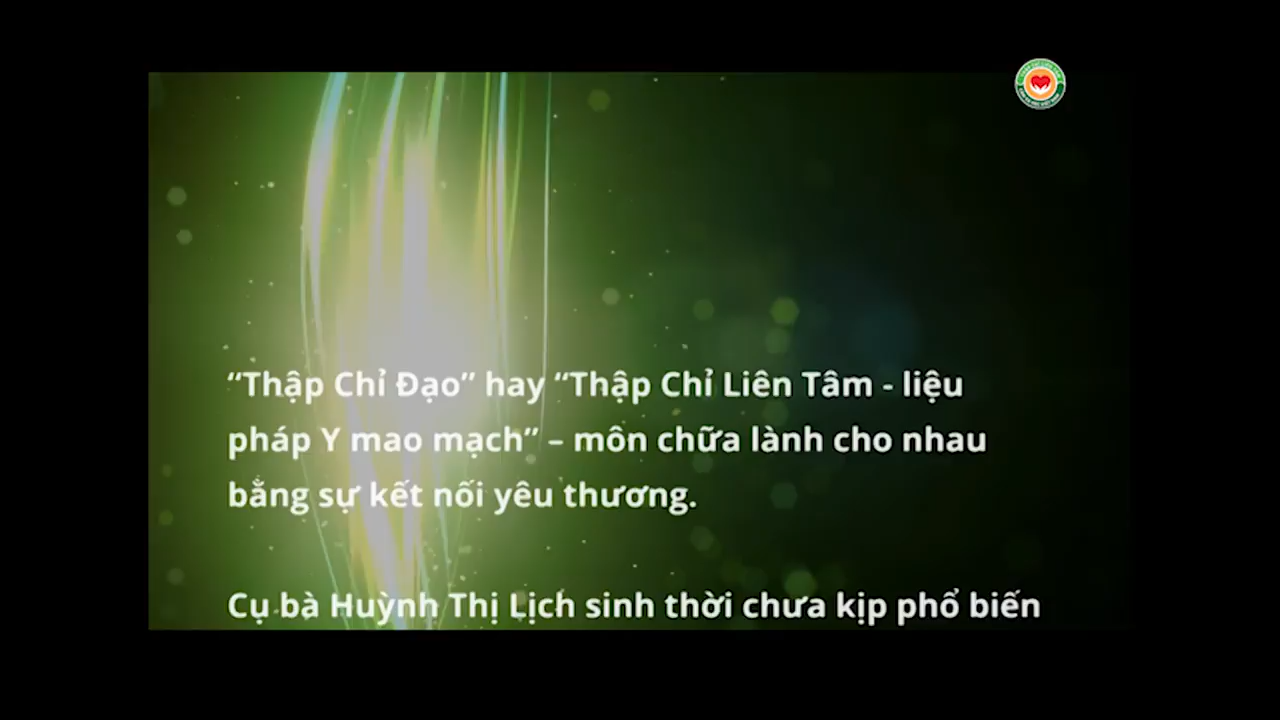 “Thập Chỉ Đạo” hay “Thập Chỉ Liên Tâm - liệu
pháp Y mao mạch” – môn chữa lành cho nhau
bằng sự kết nối yêu thương.
Cụ bà Huỳnh Thị Lịch sinh thời chưa kịp phổ biến